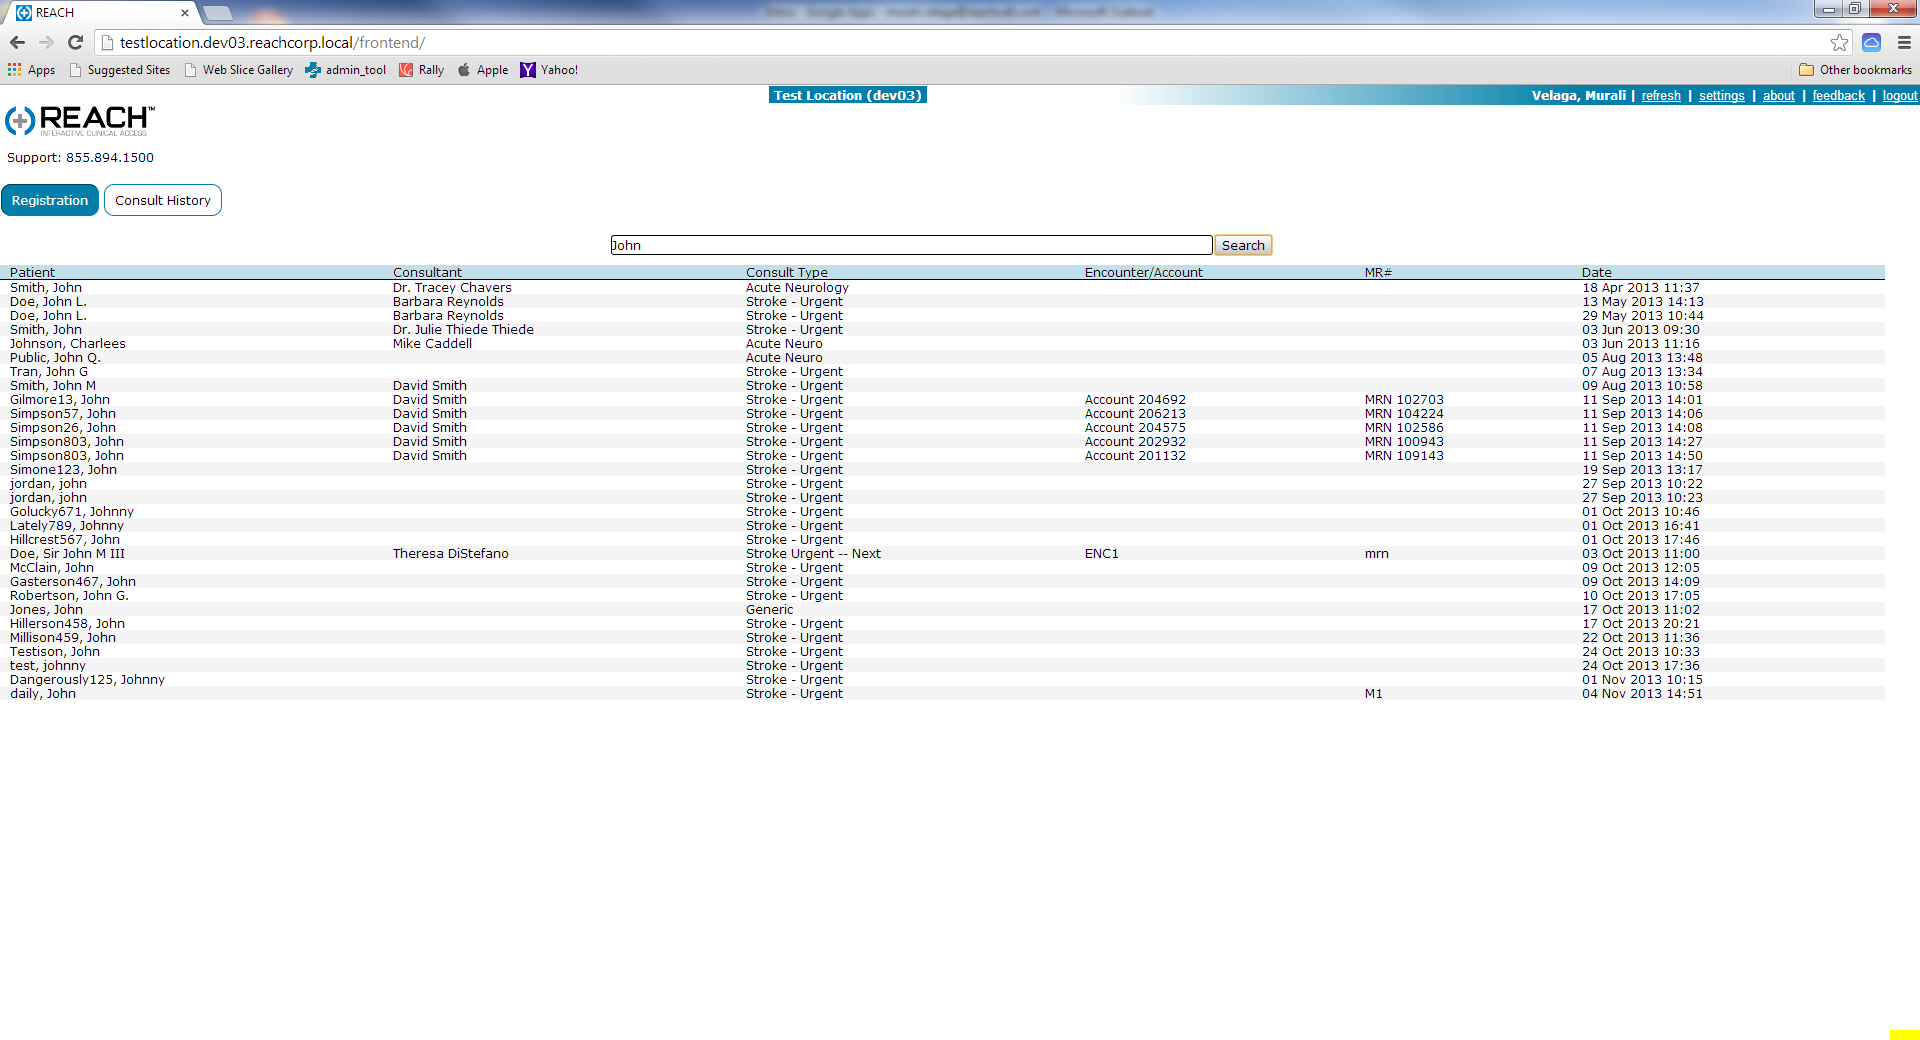 REACH
testlocation.dev03.reachcorp.local/frontend/
Apps Suggested Sites Web Slice Gallery admin_tool Rally Apple Yahoo! Other bookmarks
Test Location (dev03) Velaga, Murali | refresh | settings | about | feedback | logout
REACH™
INTERACTIVE CLINICAL ACCESS
Support: 855.894.1500
Registration Consult History
John Search
Patient Consultant Consult Type Encounter/Account MR# Date
Smith, John Dr. Tracey Chavers Acute Neurology 18 Apr 2013 11:37
Doe, John L. Barbara Reynolds Stroke - Urgent 13 May 2013 14:13
Doe, John L. Barbara Reynolds Stroke - Urgent 29 May 2013 10:44
Smith, John Dr. Julie Thiede Thiede Stroke - Urgent 03 Jun 2013 09:30
Johnson, Charlees Mike Caddell Acute Neuro 03 Jun 2013 11:16
Public, John Q. Acute Neuro 05 Aug 2013 13:48
Tran, John G Stroke - Urgent 07 Aug 2013 13:34
Smith, John M David Smith Stroke - Urgent 09 Aug 2013 10:58
Gilmore13, John David Smith Stroke - Urgent Account 204692 MRN 102703 11 Sep 2013 14:01
Simpson57, John David Smith Stroke - Urgent Account 206213 MRN 104224 11 Sep 2013 14:06
Simpson26, John David Smith Stroke - Urgent Account 204575 MRN 102586 11 Sep 2013 14:08
Simpson803, John David Smith Stroke - Urgent Account 202932 MRN 100943 11 Sep 2013 14:27
Simpson803, John David Smith Stroke - Urgent Account 201132 MRN 109143 11 Sep 2013 14:50
Simone123, John Stroke - Urgent 19 Sep 2013 13:17
jordan, john Stroke - Urgent 27 Sep 2013 10:22
jordan, john Stroke - Urgent 27 Sep 2013 10:23
Golucky671, Johnny Stroke - Urgent 01 Oct 2013 10:46
Lately789, Johnny Stroke - Urgent 01 Oct 2013 16:41
Hillcrest567, John Stroke - Urgent 01 Oct 2013 17:46
Doe, Sir John M III Theresa DiStefano Stroke Urgent -- Next ENC1 mrn 03 Oct 2013 11:00
McClain, John Stroke - Urgent 09 Oct 2013 12:05
Gasterson467, John Stroke - Urgent 09 Oct 2013 14:09
Robertson, John G. Stroke - Urgent 10 Oct 2013 17:05
Jones, John Generic 17 Oct 2013 11:02
Hillerson458, John Stroke - Urgent 17 Oct 2013 20:21
Millison459, John Stroke - Urgent 22 Oct 2013 11:36
Testison, John Stroke - Urgent 24 Oct 2013 10:33
test, johnny Stroke - Urgent 24 Oct 2013 17:36
Dangerously125, Johnny Stroke - Urgent 01 Nov 2013 10:15
daily, John Stroke - Urgent M1 04 Nov 2013 14:51